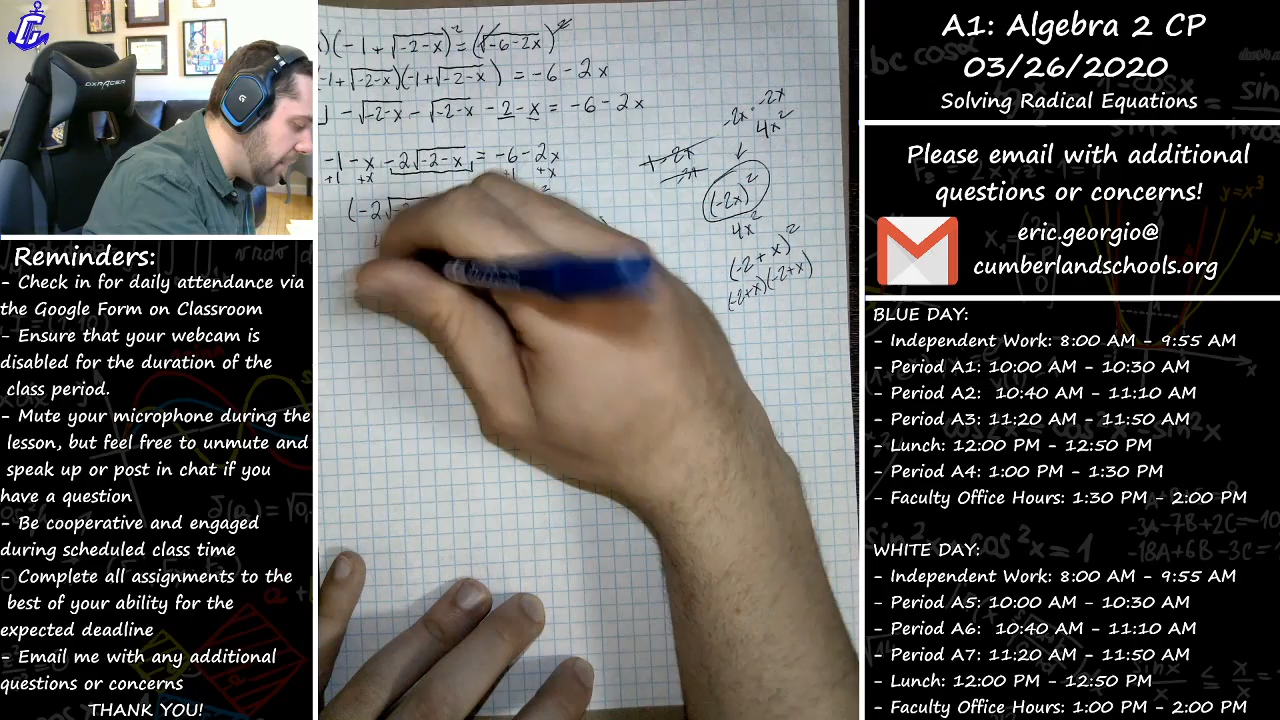 G
OXRACER
G
Reminders:
- Check in for daily attendance via
the Google Form on Classroom
- Ensure that your webcam is
disabled for the duration of the
class period.
- Mute your microphone during the
lesson, but feel free to unmute and
speak up or post in chat if you
have a question
- Be cooperative and engaged
during scheduled class time
- Complete all assignments to the
best of your ability for the
expected deadline
- Email me with any additional
questions or concerns
THANK YOU!
)(-1 + √-2-x)² = (√-6-2x)²
-1 + √-2-x)(-1 + √-2-x) = -6 - 2x
1 - √-2-x - √-2-x - 2 - x = -6 - 2x
-1 - x - 2√-2-x = -6 - 2x
+1 +x +1 +x
(-2√
-2x · -2x
4x²
(-2x)²
4x²
(-2+x)²
(-2+x)(-2+x)
A1: Algebra 2 CP
03/26/2020
Solving Radical Equations
Please email with additional
questions or concerns!
eric.georgio@
cumberlandschools.org
BLUE DAY:
- Independent Work: 8:00 AM - 9:55 AM
- Period A1: 10:00 AM - 10:30 AM
- Period A2: 10:40 AM - 11:10 AM
- Period A3: 11:20 AM - 11:50 AM
- Lunch: 12:00 PM - 12:50 PM
- Period A4: 1:00 PM - 1:30 PM
- Faculty Office Hours: 1:30 PM - 2:00 PM
WHITE DAY:
- Independent Work: 8:00 AM - 9:55 AM
- Period A5: 10:00 AM - 10:30 AM
- Period A6: 10:40 AM - 11:10 AM
- Period A7: 11:20 AM - 11:50 AM
- Lunch: 12:00 PM - 12:50 PM
- Faculty Office Hours: 1:00 PM - 2:00 PM